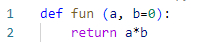 1 def fun (a, b=0):
2     return a*b